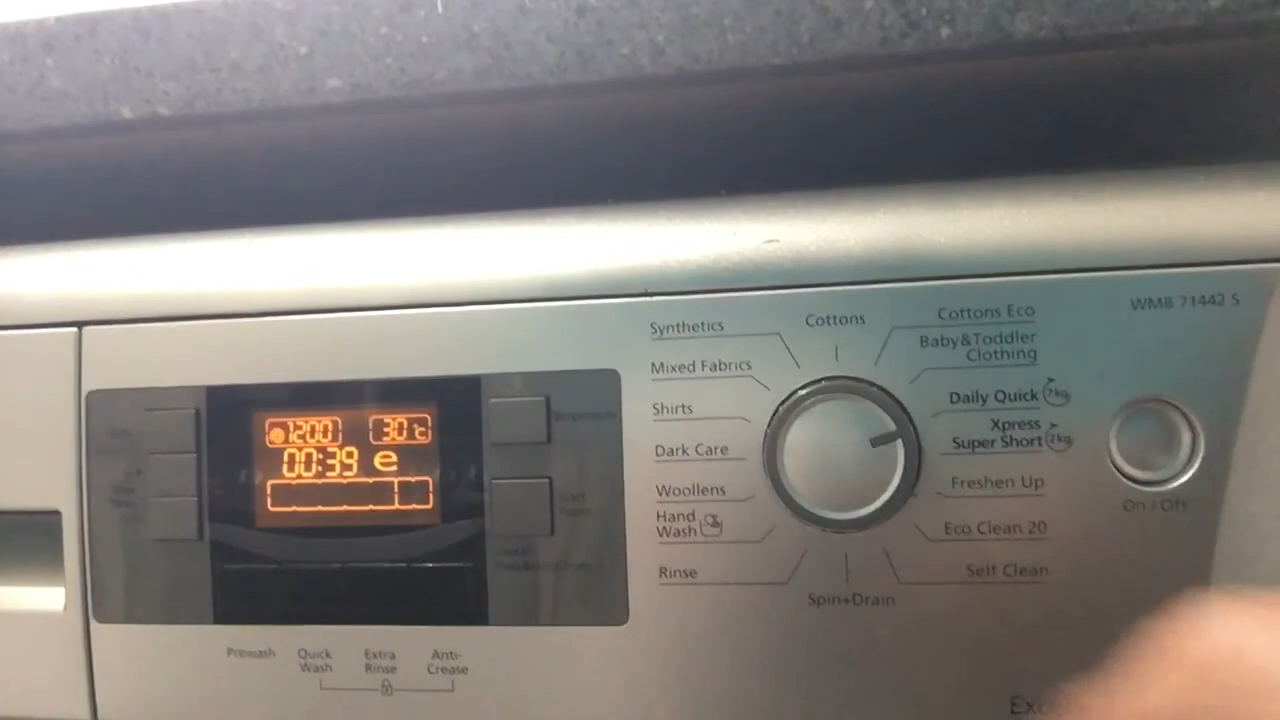 WMB 71442 S
Synthetics
Cottons
Cottons Eco
Mixed Fabrics
Baby&Toddler
Clothing
Shirts
Daily Quick 7kg
Dark Care
Xpress
Super Short 2kg
Woollens
Freshen Up
Hand
Wash
Eco Clean 20
Rinse
Self Clean
Spin+Drain
On / Off
1200 30°c
00:39 e
Temperature
Start
Prewash
Quick
Wash
Extra
Rinse
Anti-
Crease